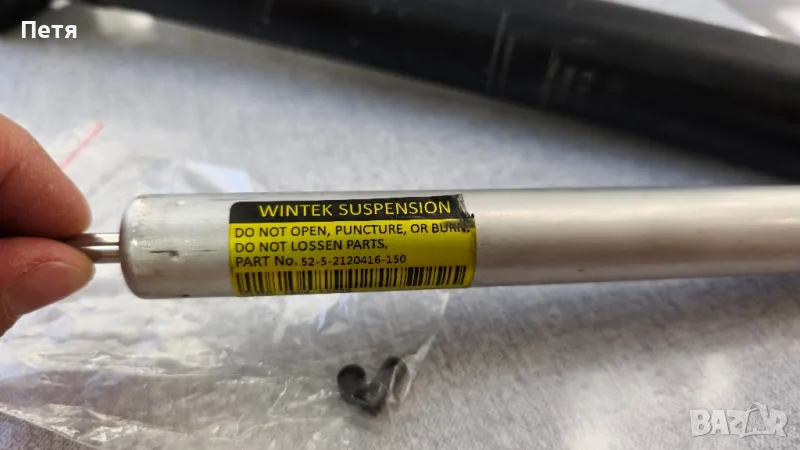 Петя
WINTEK SUSPENSION
DO NOT OPEN, PUNCTURE, OR BURN.
DO NOT LOSSEN PARTS.
PART No. 52-5-2120416-150
BAZAR